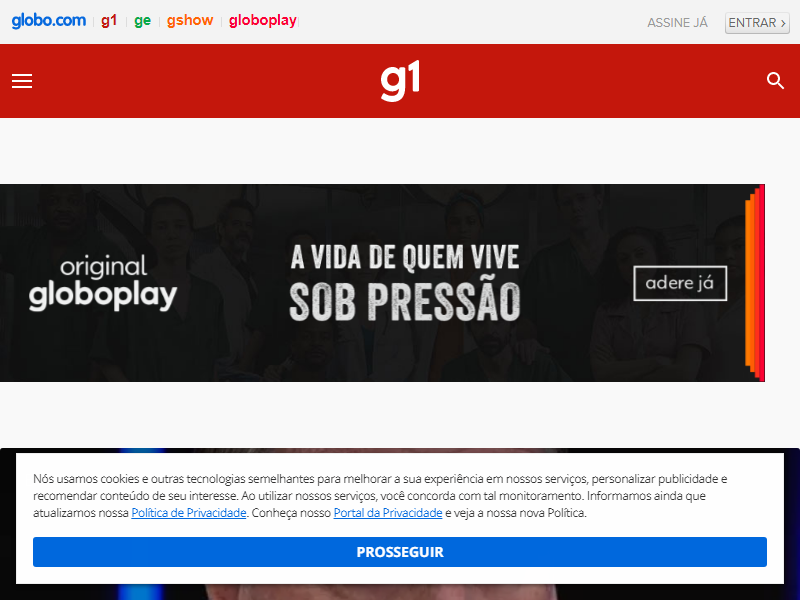 globo.com g1 ge gshow globoplay ASSINE JÁ ENTRAR ›
g1
original
globoplay
A VIDA DE QUEM VIVE
SOB PRESSÃO
adere já
Nós usamos cookies e outras tecnologias semelhantes para melhorar a sua experiência em nossos serviços, personalizar publicidade e
recomendar conteúdo de seu interesse. Ao utilizar nossos serviços, você concorda com tal monitoramento. Informamos ainda que
atualizamos nossa Política de Privacidade. Conheça nosso Portal da Privacidade e veja a nossa nova Política.
PROSSEGUIR